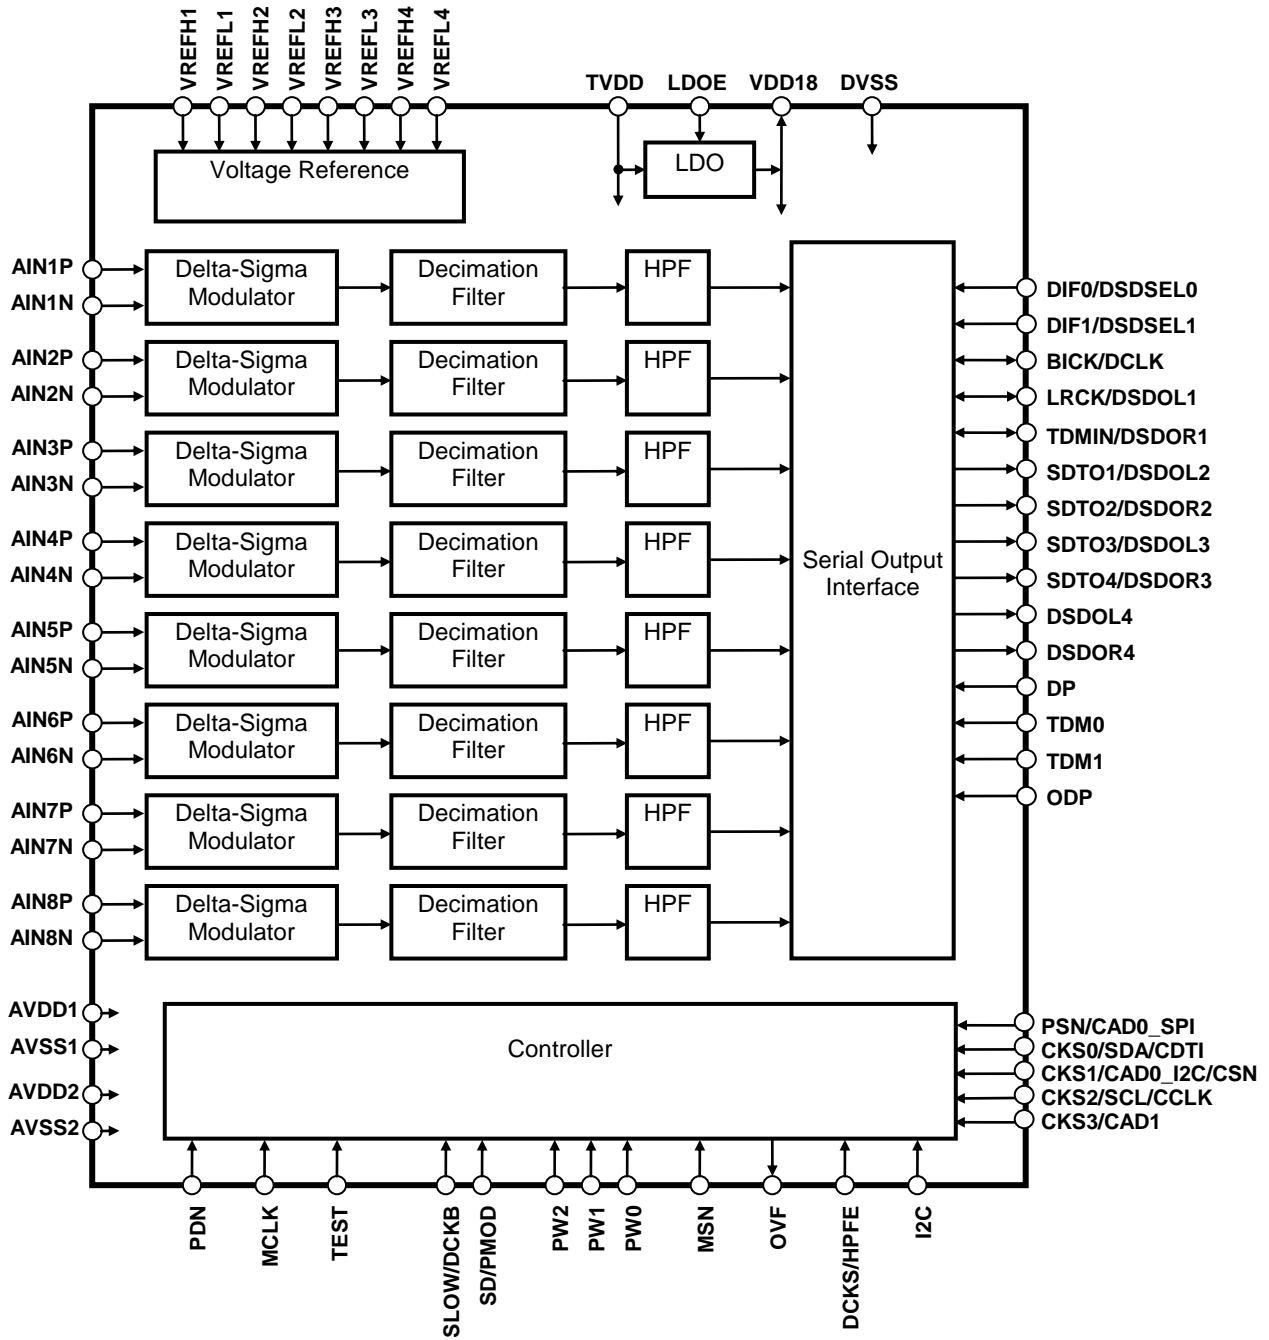 VREFH1
VREFL1
VREFH2
VREFL2
VREFH3
VREFL3
VREFH4
VREFL4
TVDD
LDOE
VDD18
DVSS
Voltage Reference
LDO
AIN1P
AIN1N
Delta-Sigma
Modulator
Decimation
Filter
HPF
AIN2P
AIN2N
Delta-Sigma
Modulator
Decimation
Filter
HPF
AIN3P
AIN3N
Delta-Sigma
Modulator
Decimation
Filter
HPF
AIN4P
AIN4N
Delta-Sigma
Modulator
Decimation
Filter
HPF
AIN5P
AIN5N
Delta-Sigma
Modulator
Decimation
Filter
HPF
AIN6P
AIN6N
Delta-Sigma
Modulator
Decimation
Filter
HPF
AIN7P
AIN7N
Delta-Sigma
Modulator
Decimation
Filter
HPF
AIN8P
AIN8N
Delta-Sigma
Modulator
Decimation
Filter
HPF
Serial Output
Interface
DIF0/DSDSEL0
DIF1/DSDSEL1
BICK/DCLK
LRCK/DSDOL1
TDMIN/DSDOR1
SDTO1/DSDOL2
SDTO2/DSDOR2
SDTO3/DSDOL3
SDTO4/DSDOR3
DSDOL4
DSDOR4
DP
TDM0
TDM1
ODP
AVDD1
AVSS1
AVDD2
AVSS2
Controller
PSN/CAD0_SPI
CKS0/SDA/CDTI
CKS1/CAD0_I2C/CSN
CKS2/SCL/CCLK
CKS3/CAD1
PDN
MCLK
TEST
SLOW/DCKB
SD/PMOD
PW2
PW1
PW0
MSN
OVF
DCKS/HPFE
I2C